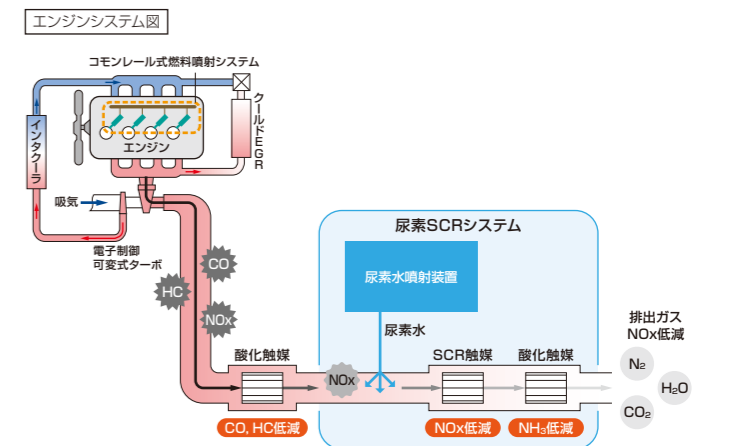 エンジンシステム図
コモンレール式燃料噴射システム
クールドEGR
インタクーラ
エンジン
吸気
電子制御
可変式ターボ
CO
HC
NOx
尿素SCRシステム
尿素水噴射装置
尿素水
酸化触媒
NOx
SCR触媒
酸化触媒
排出ガス
NOx低減
N₂
H₂O
CO₂
CO, HC低減
NOx低減
NH₃低減